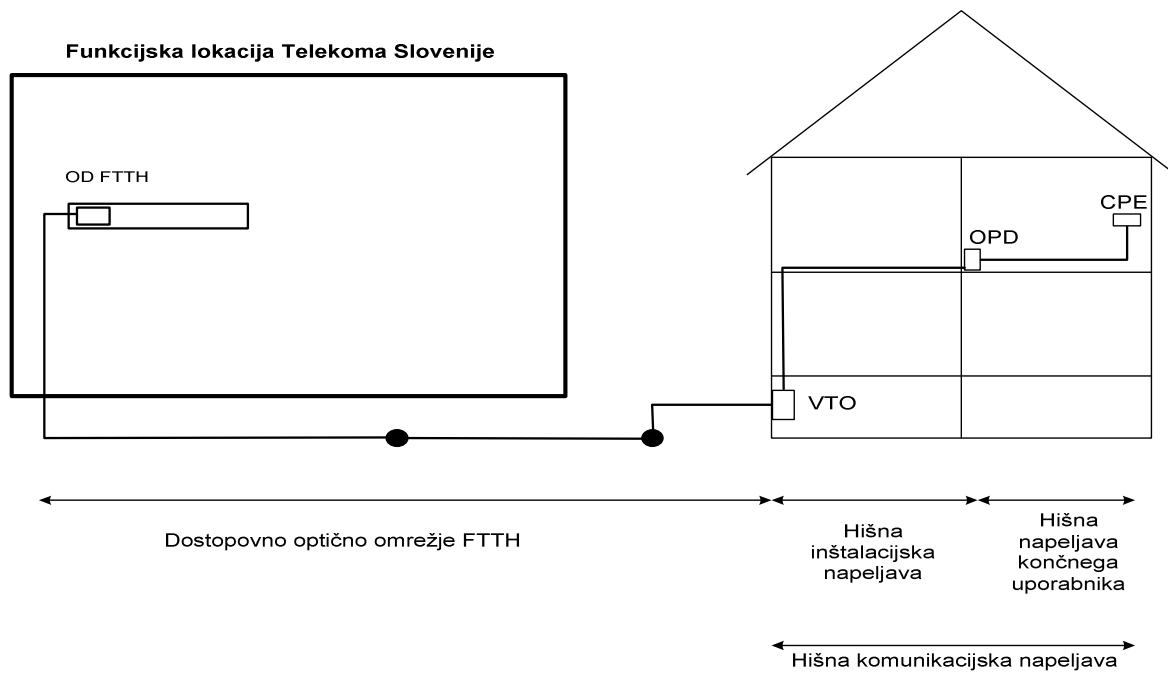 Funkcijska lokacija Telekoma Slovenije
OD FTTH
CPE
OPD
VTO
Dostopovno optično omrežje FTTH
Hišna
inštalacijska
napeljava
Hišna
napeljava
končnega
uporabnika
Hišna komunikacijska napeljava